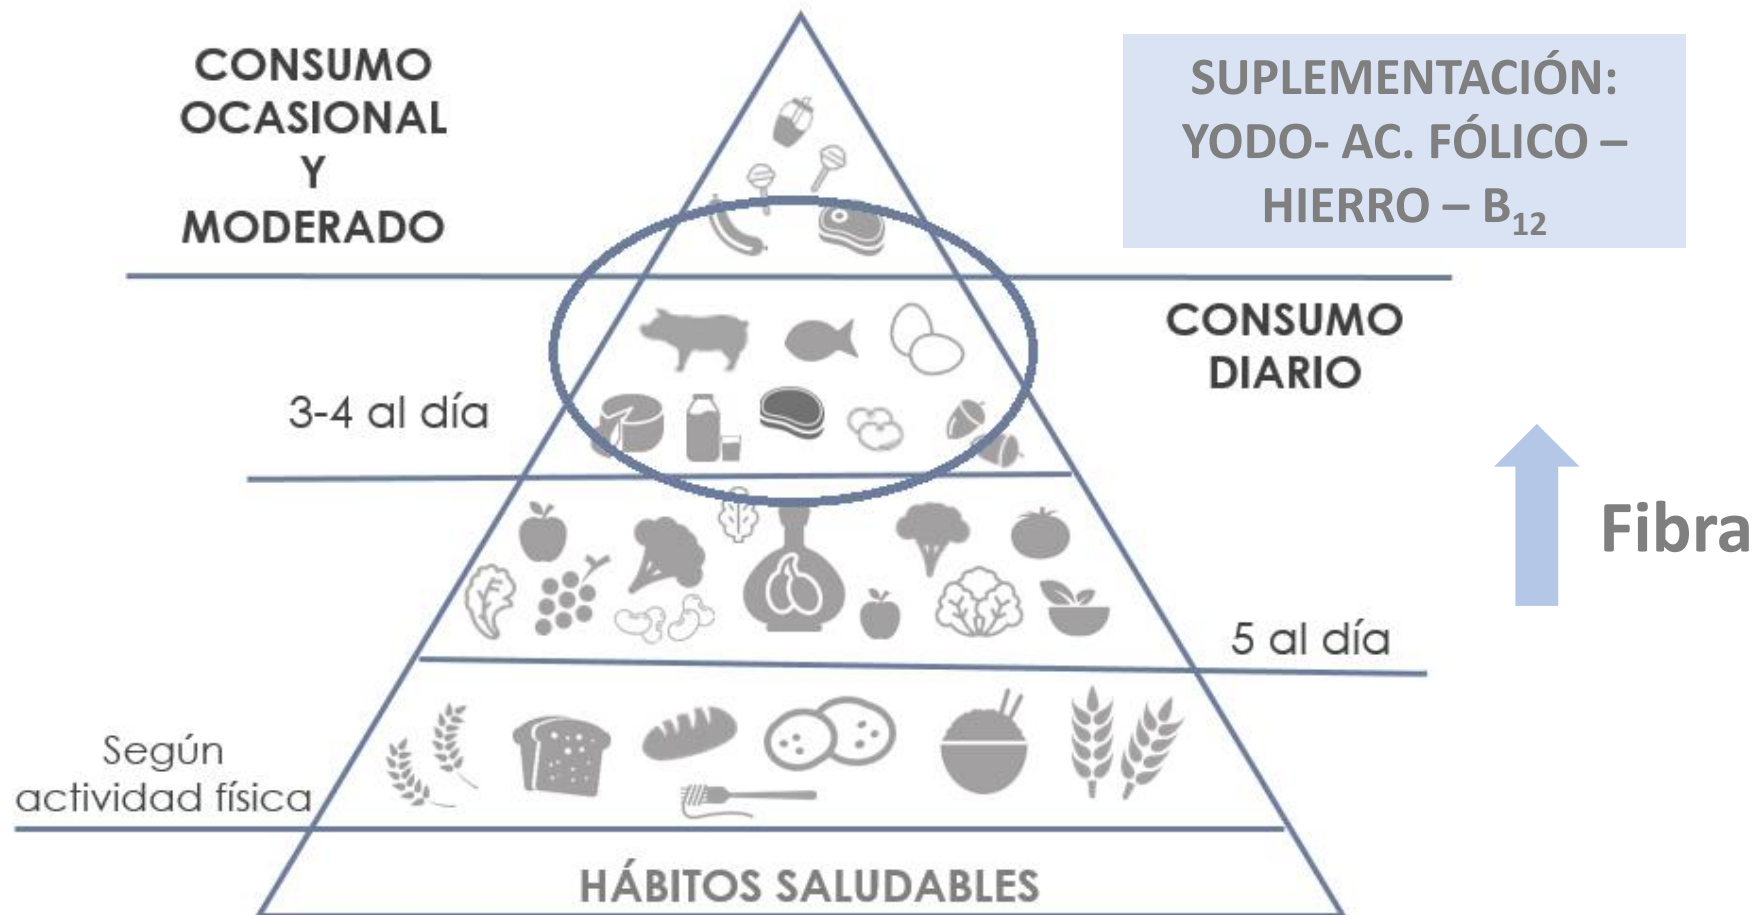 CONSUMO
OCASIONAL
Y
MODERADO
SUPLEMENTACIÓN:
YODO- AC. FÓLICO –
HIERRO – B₁₂
CONSUMO
DIARIO
3-4 al día
Fibra
5 al día
Según
actividad física
HÁBITOS SALUDABLES